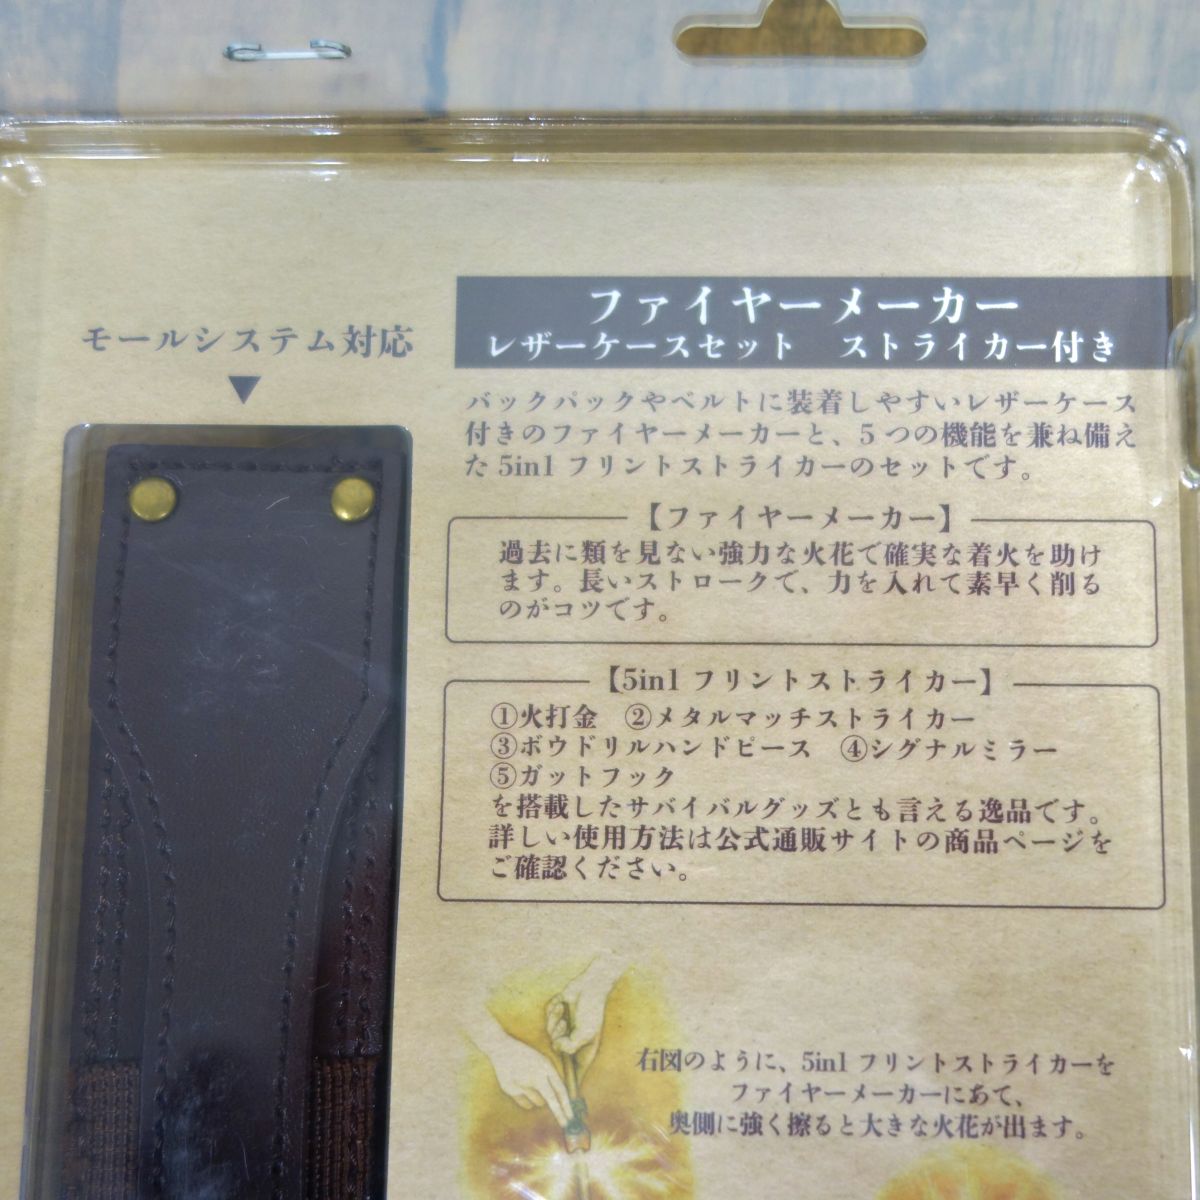 モールシステム対応
ファイヤーメーカー
レザーケースセット ストライカー付き
バックパックやベルトに装着しやすいレザーケース
付きのファイヤーメーカーと、5つの機能を兼ね備え
た 5in1 フリントストライカーのセットです。
【ファイヤーメーカー】
過去に類を見ない強力な火花で確実な着火を助け
ます。長いストロークで、力を入れて素早く削る
のがコツです。
【5in1 フリントストライカー】
①火打金 ②メタルマッチストライカー
③ボウドリルハンドピース ④シグナルミラー
⑤ガットフック
を搭載したサバイバルグッズとも言える逸品です。
詳しい使用方法は公式通販サイトの商品ページを
ご確認ください。
右図のように、5in1 フリントストライカーを
ファイヤーメーカーにあて、
奥側に強く擦ると大きな火花が出ます。